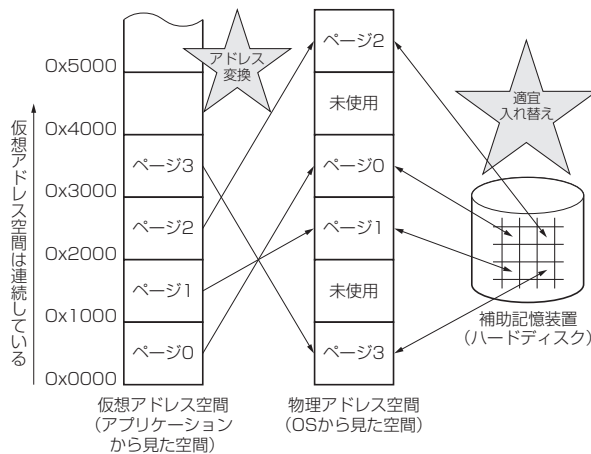 アドレス
変換
適宜
入れ替え
仮想アドレス空間は連続している
0x5000
0x4000
0x3000
0x2000
0x1000
0x0000
ページ3
ページ2
ページ1
ページ0
ページ2
未使用
ページ0
ページ1
未使用
ページ3
仮想アドレス空間
(アプリケーション
から見た空間)
物理アドレス空間
(OSから見た空間)
補助記憶装置
(ハードディスク)